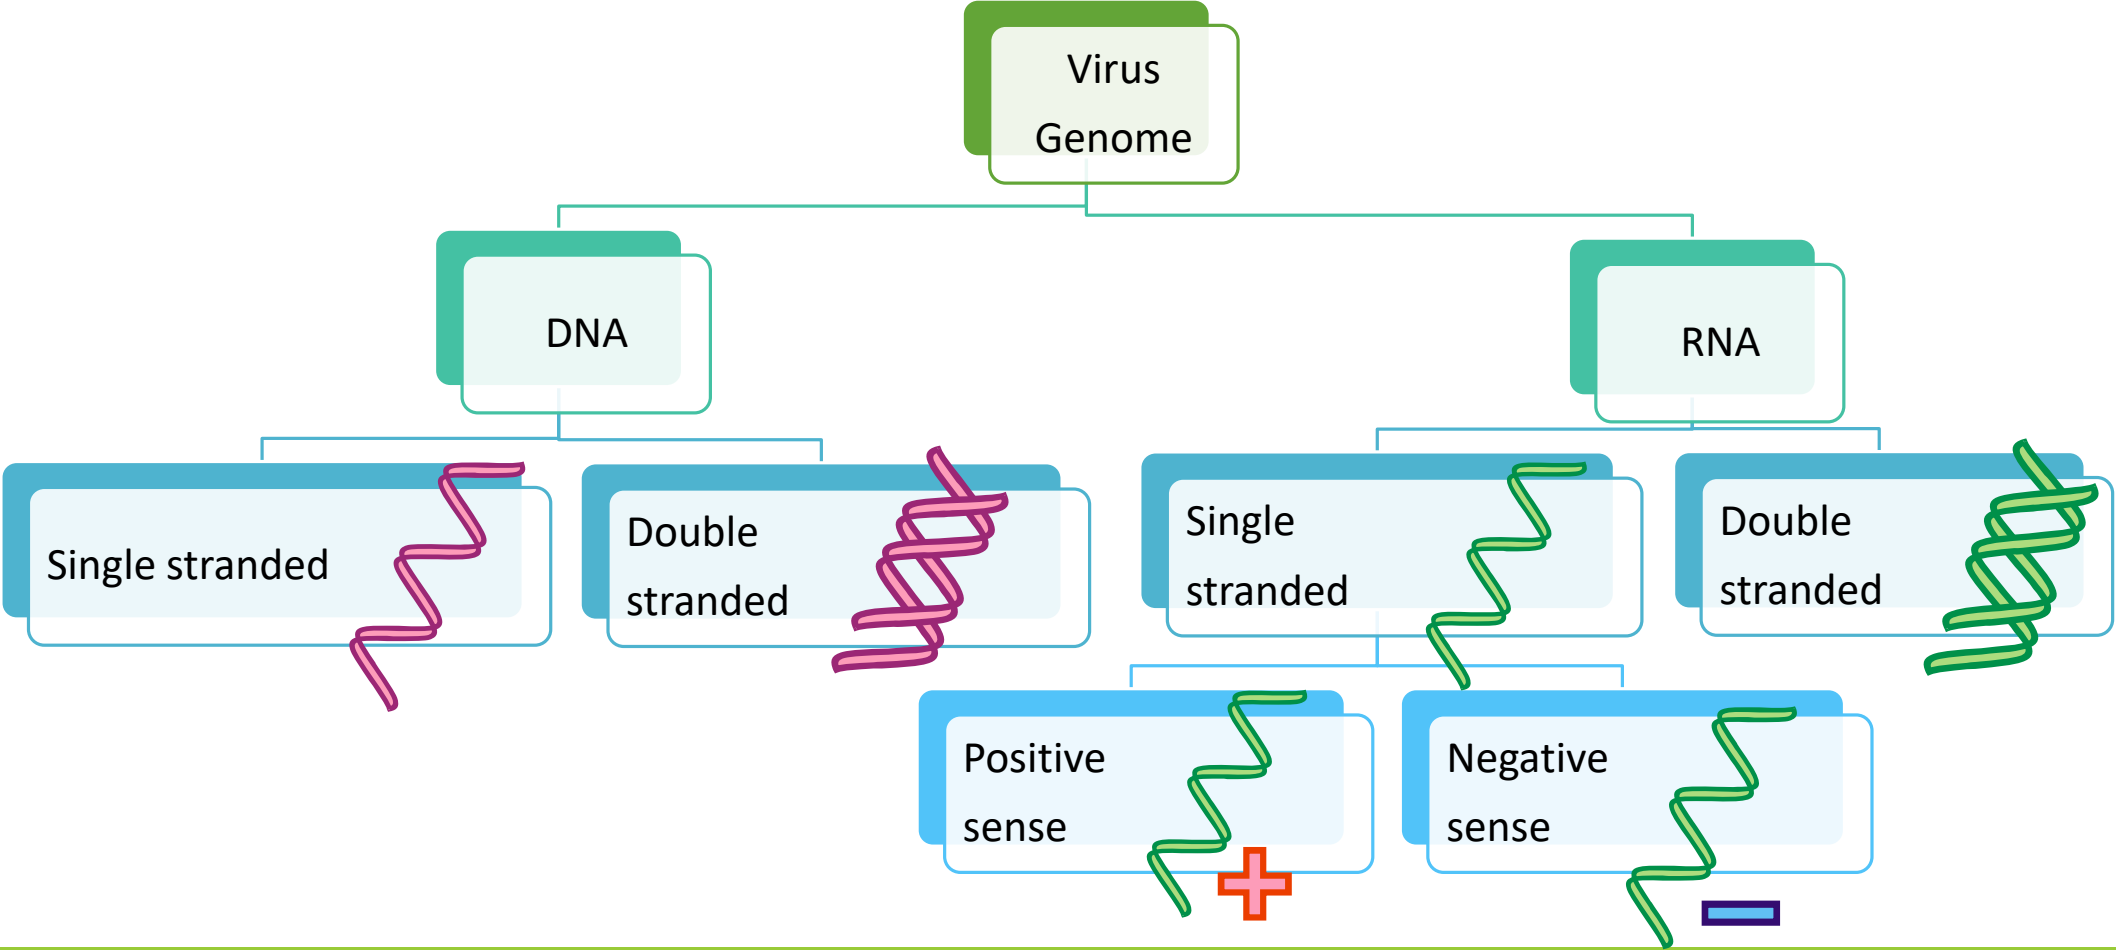 Virus
Genome
DNA
RNA
Single stranded
Double
stranded
Single
stranded
Double
stranded
Positive
sense
Negative
sense